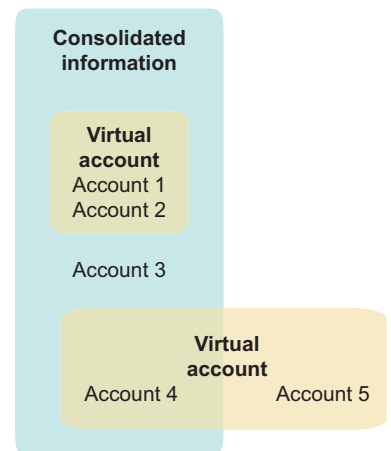 Consolidated
information
Virtual
account
Account 1
Account 2
Account 3
Virtual
account
Account 4 Account 5